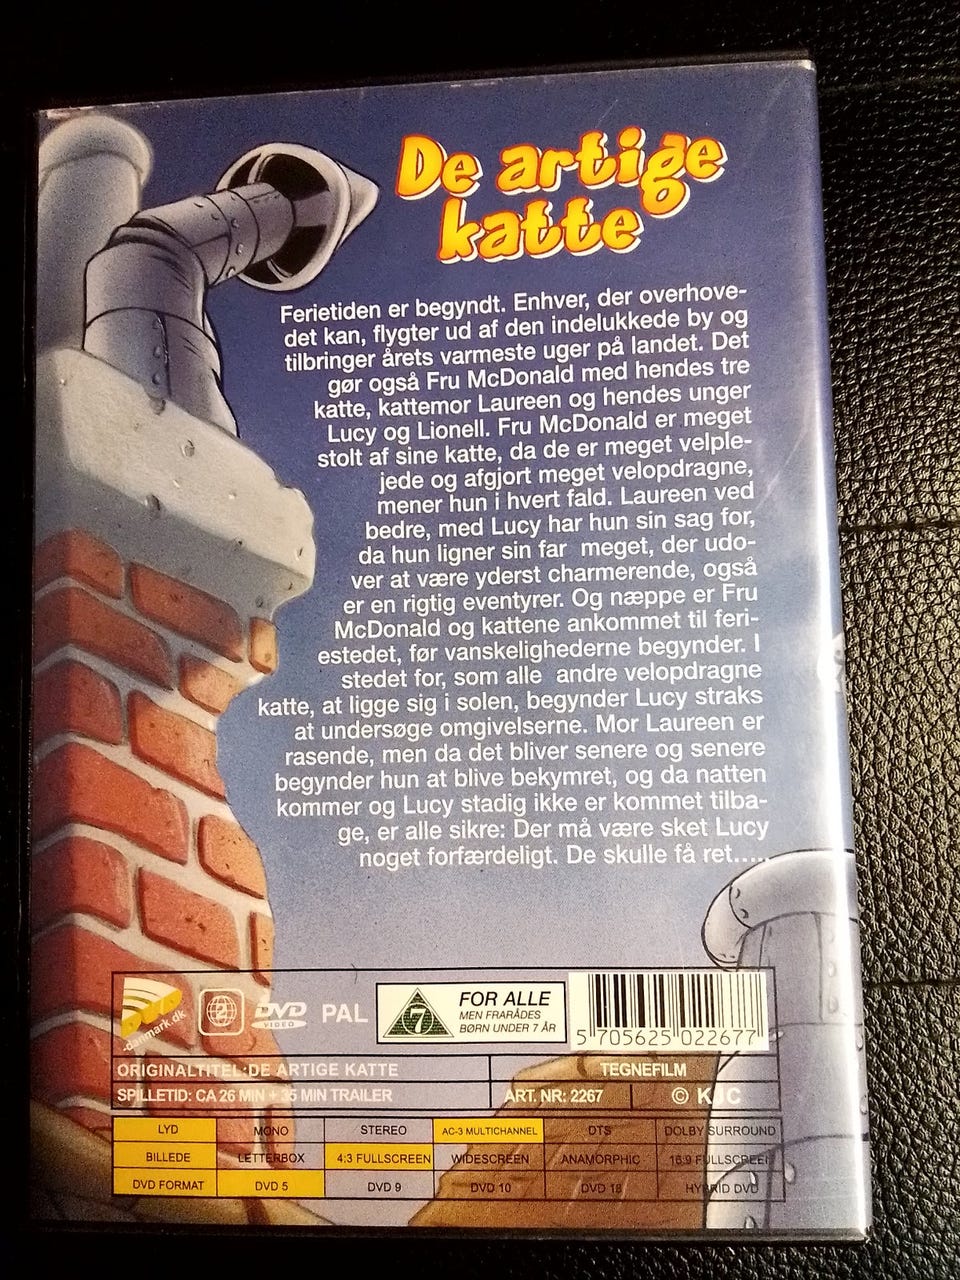 De artige
katte
Ferietiden er begyndt. Enhver, der overhove-
det kan, flygter ud af den indelukkede by og
tilbringer årets varmeste uger på landet. Det
gør også Fru McDonald med hendes tre
katte, kattemor Laureen og hendes unger
Lucy og Lionell. Fru McDonald er meget
stolt af sine katte, da de er meget velple-
jede og afgjort meget velopdragne,
mener hun i hvert fald. Laureen ved
bedre, med Lucy har hun sin sag for,
da hun ligner sin far meget, der udo-
ver at være yderst charmerende, også
er en rigtig eventyrer. Og næppe er Fru
McDonald og kattene ankommet til feri-
estedet, før vanskelighederne begynder. I
stedet for, som alle andre velopdragne
katte, at ligge sig i solen, begynder Lucy straks
at undersøge omgivelserne. Mor Laureen er
rasende, men da det bliver senere og senere
begynder hun at blive bekymret, og da natten
kommer og Lucy stadig ikke er kommet tilba-
ge, er alle sikre: Der må være sket Lucy
noget forfærdeligt. De skulle få ret.....
DVD
-danmark.dk
2
DVD
VIDEO
PAL
7
FOR ALLE
MEN FRARÅDES
BØRN UNDER 7 ÅR
5 705625 022677
ORIGINALTITEL:DE ARTIGE KATTE TEGNEFILM
SPILLETID: CA 26 MIN + 35 MIN TRAILER ART. NR: 2267 © KJC
LYD MONO STEREO AC-3 MULTICHANNEL DTS DOLBY SURROUND
BILLEDE LETTERBOX 4:3 FULLSCREEN WIDESCREEN ANAMORPHIC 16:9 FULLSCREEN
DVD FORMAT DVD 5 DVD 9 DVD 10 DVD 18 HYBRID DVD